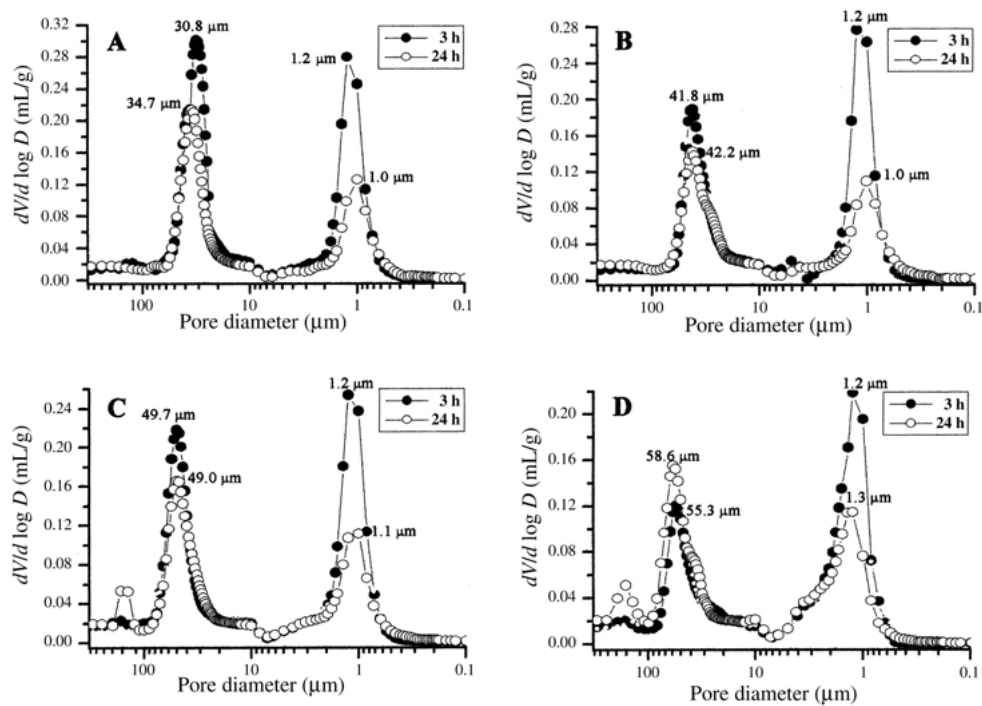 A
30.8 μm
34.7 μm
1.2 μm
1.0 μm
3 h
24 h
0.32
0.28
0.24
0.20
0.16
0.12
0.08
0.04
0.00
dV/d log D (mL/g)
100
10
1
0.1
Pore diameter (μm)
B
41.8 μm
42.2 μm
1.2 μm
1.0 μm
3 h
24 h
0.28
0.24
0.20
0.16
0.12
0.08
0.04
0.00
dV/d log D (mL/g)
100
10
1
0.1
Pore diameter (μm)
C
49.7 μm
49.0 μm
1.2 μm
1.1 μm
3 h
24 h
0.24
0.20
0.16
0.12
0.08
0.04
0.00
dV/d log D (mL/g)
100
10
1
0.1
Pore diameter (μm)
D
58.6 μm
55.3 μm
1.2 μm
1.3 μm
3 h
24 h
0.20
0.16
0.12
0.08
0.04
0.00
dV/d log D (mL/g)
100
10
1
0.1
Pore diameter (μm)